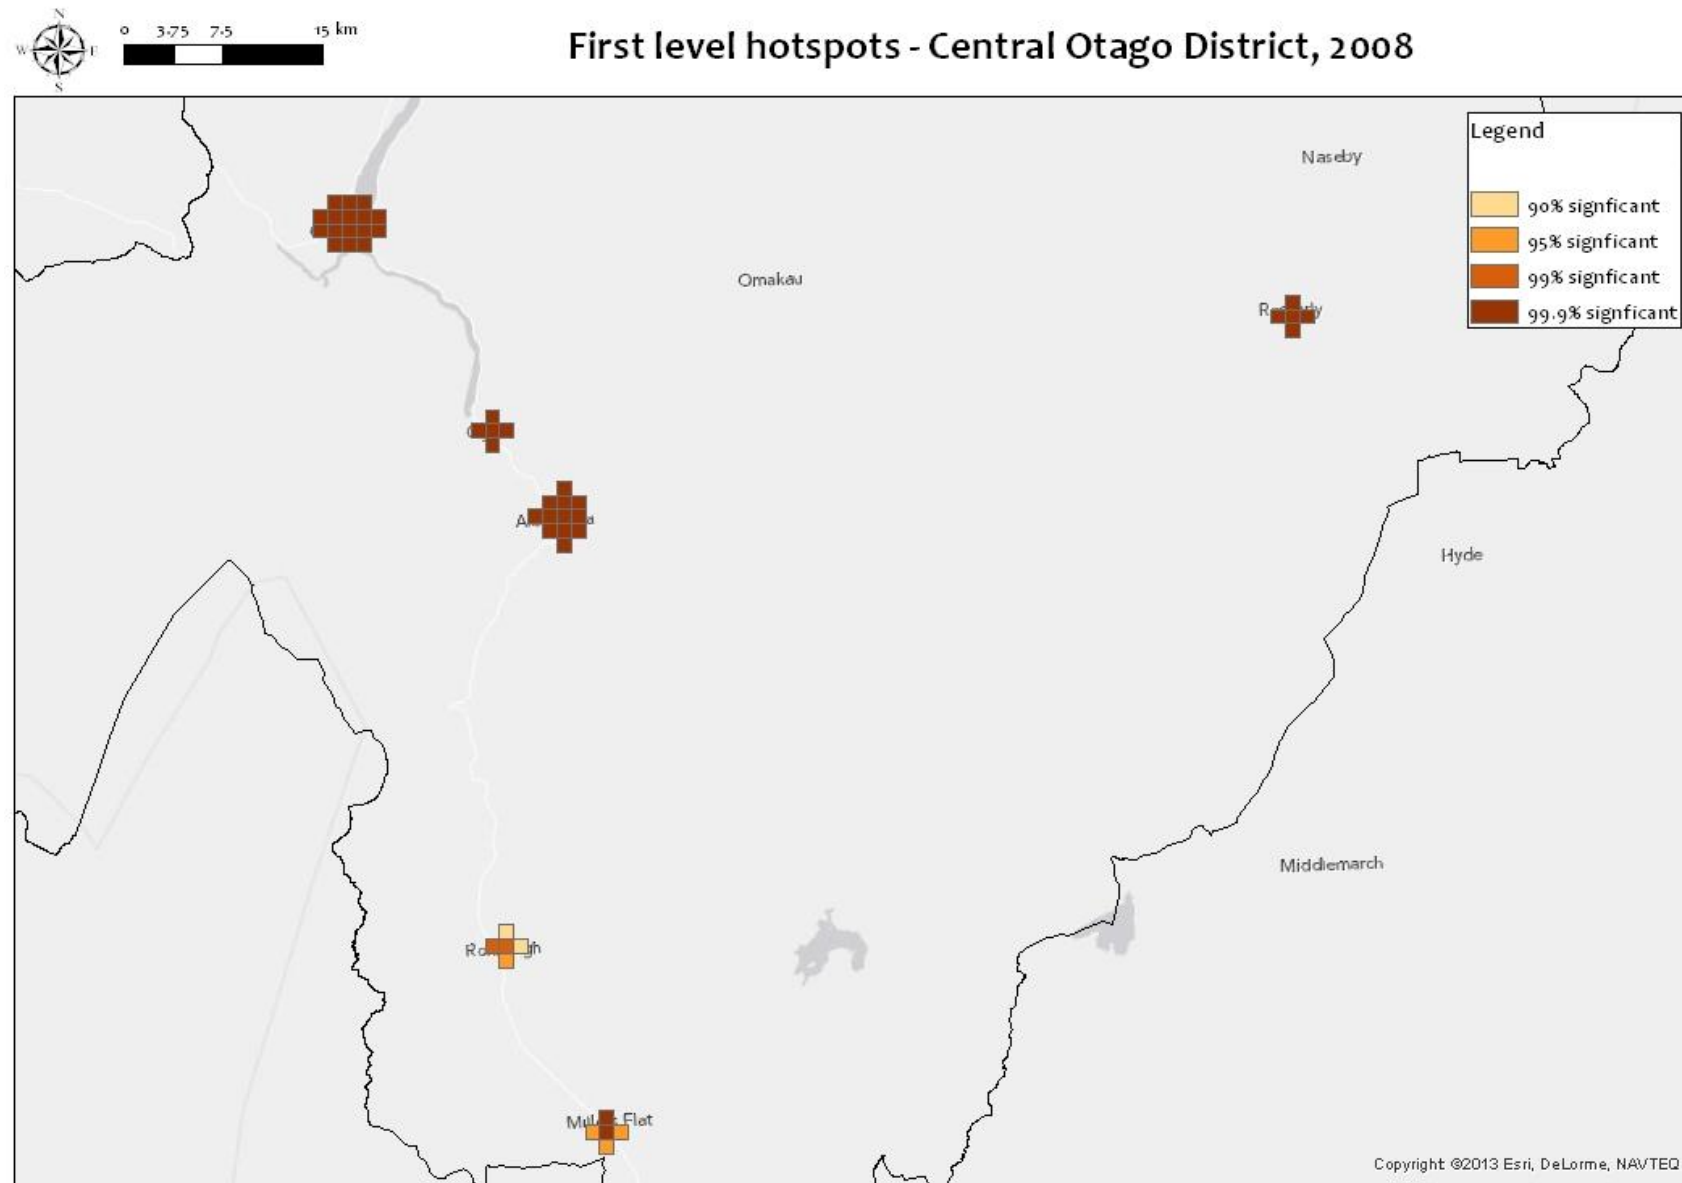 N
W E
S
0 3.75 7.5 15 km
First level hotspots - Central Otago District, 2008
Legend
90% signficant
95% signficant
99% signficant
99.9% signficant
Naseby
Omakau
Hyde
Middlemarch
Flat
Copyright ©2013 Esri, DeLorme, NAVTEQ